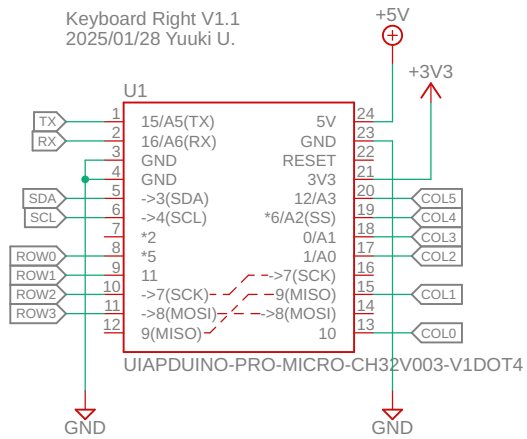 Keyboard Right V1.1
2025/01/28 Yuuki U.
+5V
+3V3
U1
TX 1 15/A5(TX) 5V 24
RX 2 16/A6(RX) GND 23
3 GND RESET 22
4 GND 3V3 21
SDA 5 ->3(SDA) 12/A3 20 COL5
SCL 6 ->4(SCL) *6/A2(SS) 19 COL4
7 *2 0/A1 18 COL3
ROW0 8 *5 1/A0 17 COL2
ROW1 9 11 ->7(SCK) 16
ROW2 10 ->7(SCK) 9(MISO) 15 COL1
ROW3 11 ->8(MOSI) ->8(MOSI) 14
12 9(MISO) 10 13 COL0
UIAPDUINO-PRO-MICRO-CH32V003-V1DOT4
GND GND